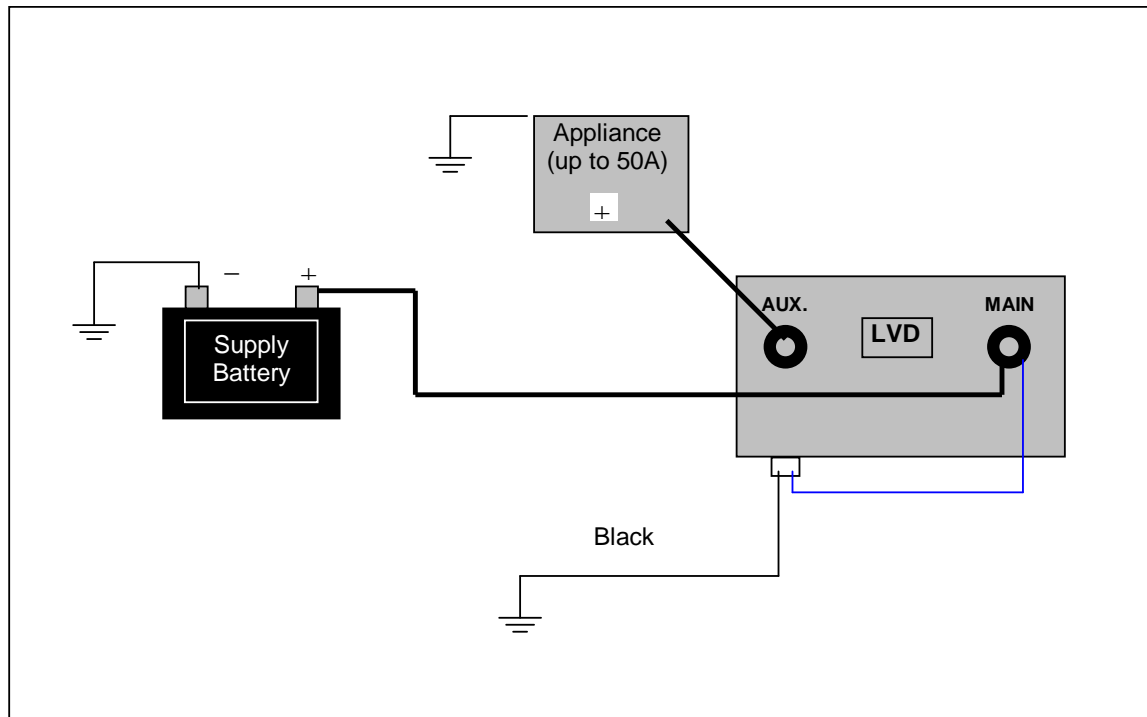 Appliance
(up to 50A)
+
− +
Supply
Battery
AUX.
LVD
MAIN
Black